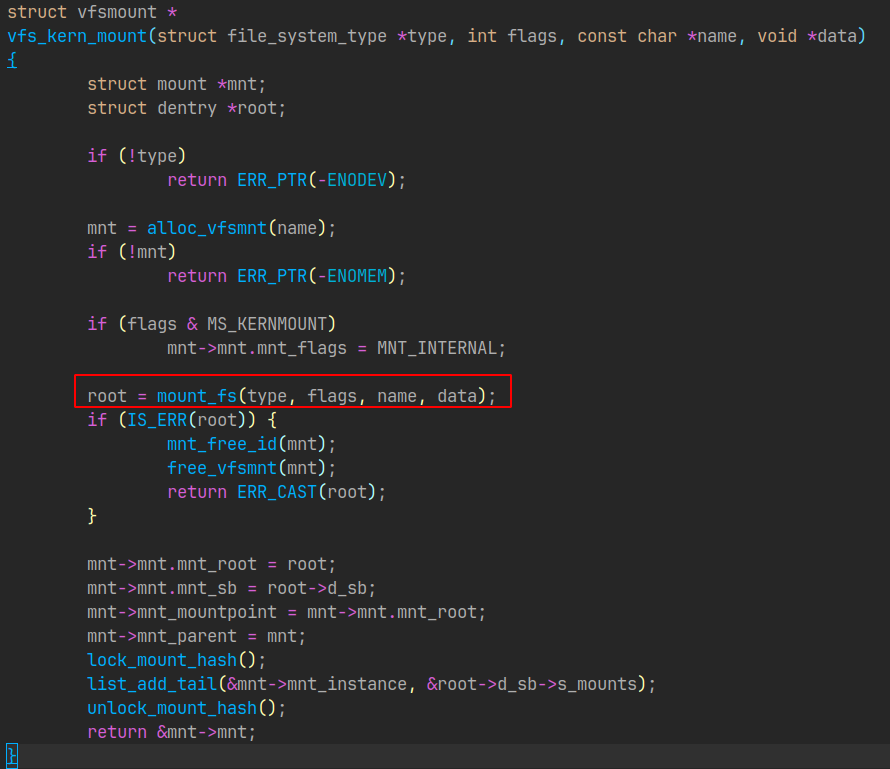 struct vfsmount *
vfs_kern_mount(struct file_system_type *type, int flags, const char *name, void *data)
{
        struct mount *mnt;
        struct dentry *root;

        if (!type)
                return ERR_PTR(-ENODEV);

        mnt = alloc_vfsmnt(name);
        if (!mnt)
                return ERR_PTR(-ENOMEM);

        if (flags & MS_KERNMOUNT)
                mnt->mnt.mnt_flags = MNT_INTERNAL;

        root = mount_fs(type, flags, name, data);
        if (IS_ERR(root)) {
                mnt_free_id(mnt);
                free_vfsmnt(mnt);
                return ERR_CAST(root);
        }

        mnt->mnt.mnt_root = root;
        mnt->mnt.mnt_sb = root->d_sb;
        mnt->mnt_mountpoint = mnt->mnt.mnt_root;
        mnt->mnt_parent = mnt;
        lock_mount_hash();
        list_add_tail(&mnt->mnt_instance, &root->d_sb->s_mounts);
        unlock_mount_hash();
        return &mnt->mnt;
}